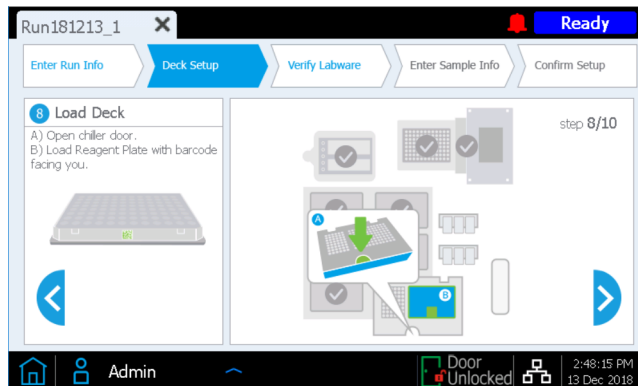 Run181213_1
Ready
Enter Run Info
Deck Setup
Verify Labware
Enter Sample Info
Confirm Setup
8 Load Deck
A) Open chiller door.
B) Load Reagent Plate with barcode
facing you.
step 8/10
A
B
Admin
Door
Unlocked
2:48:15 PM
13 Dec 2018